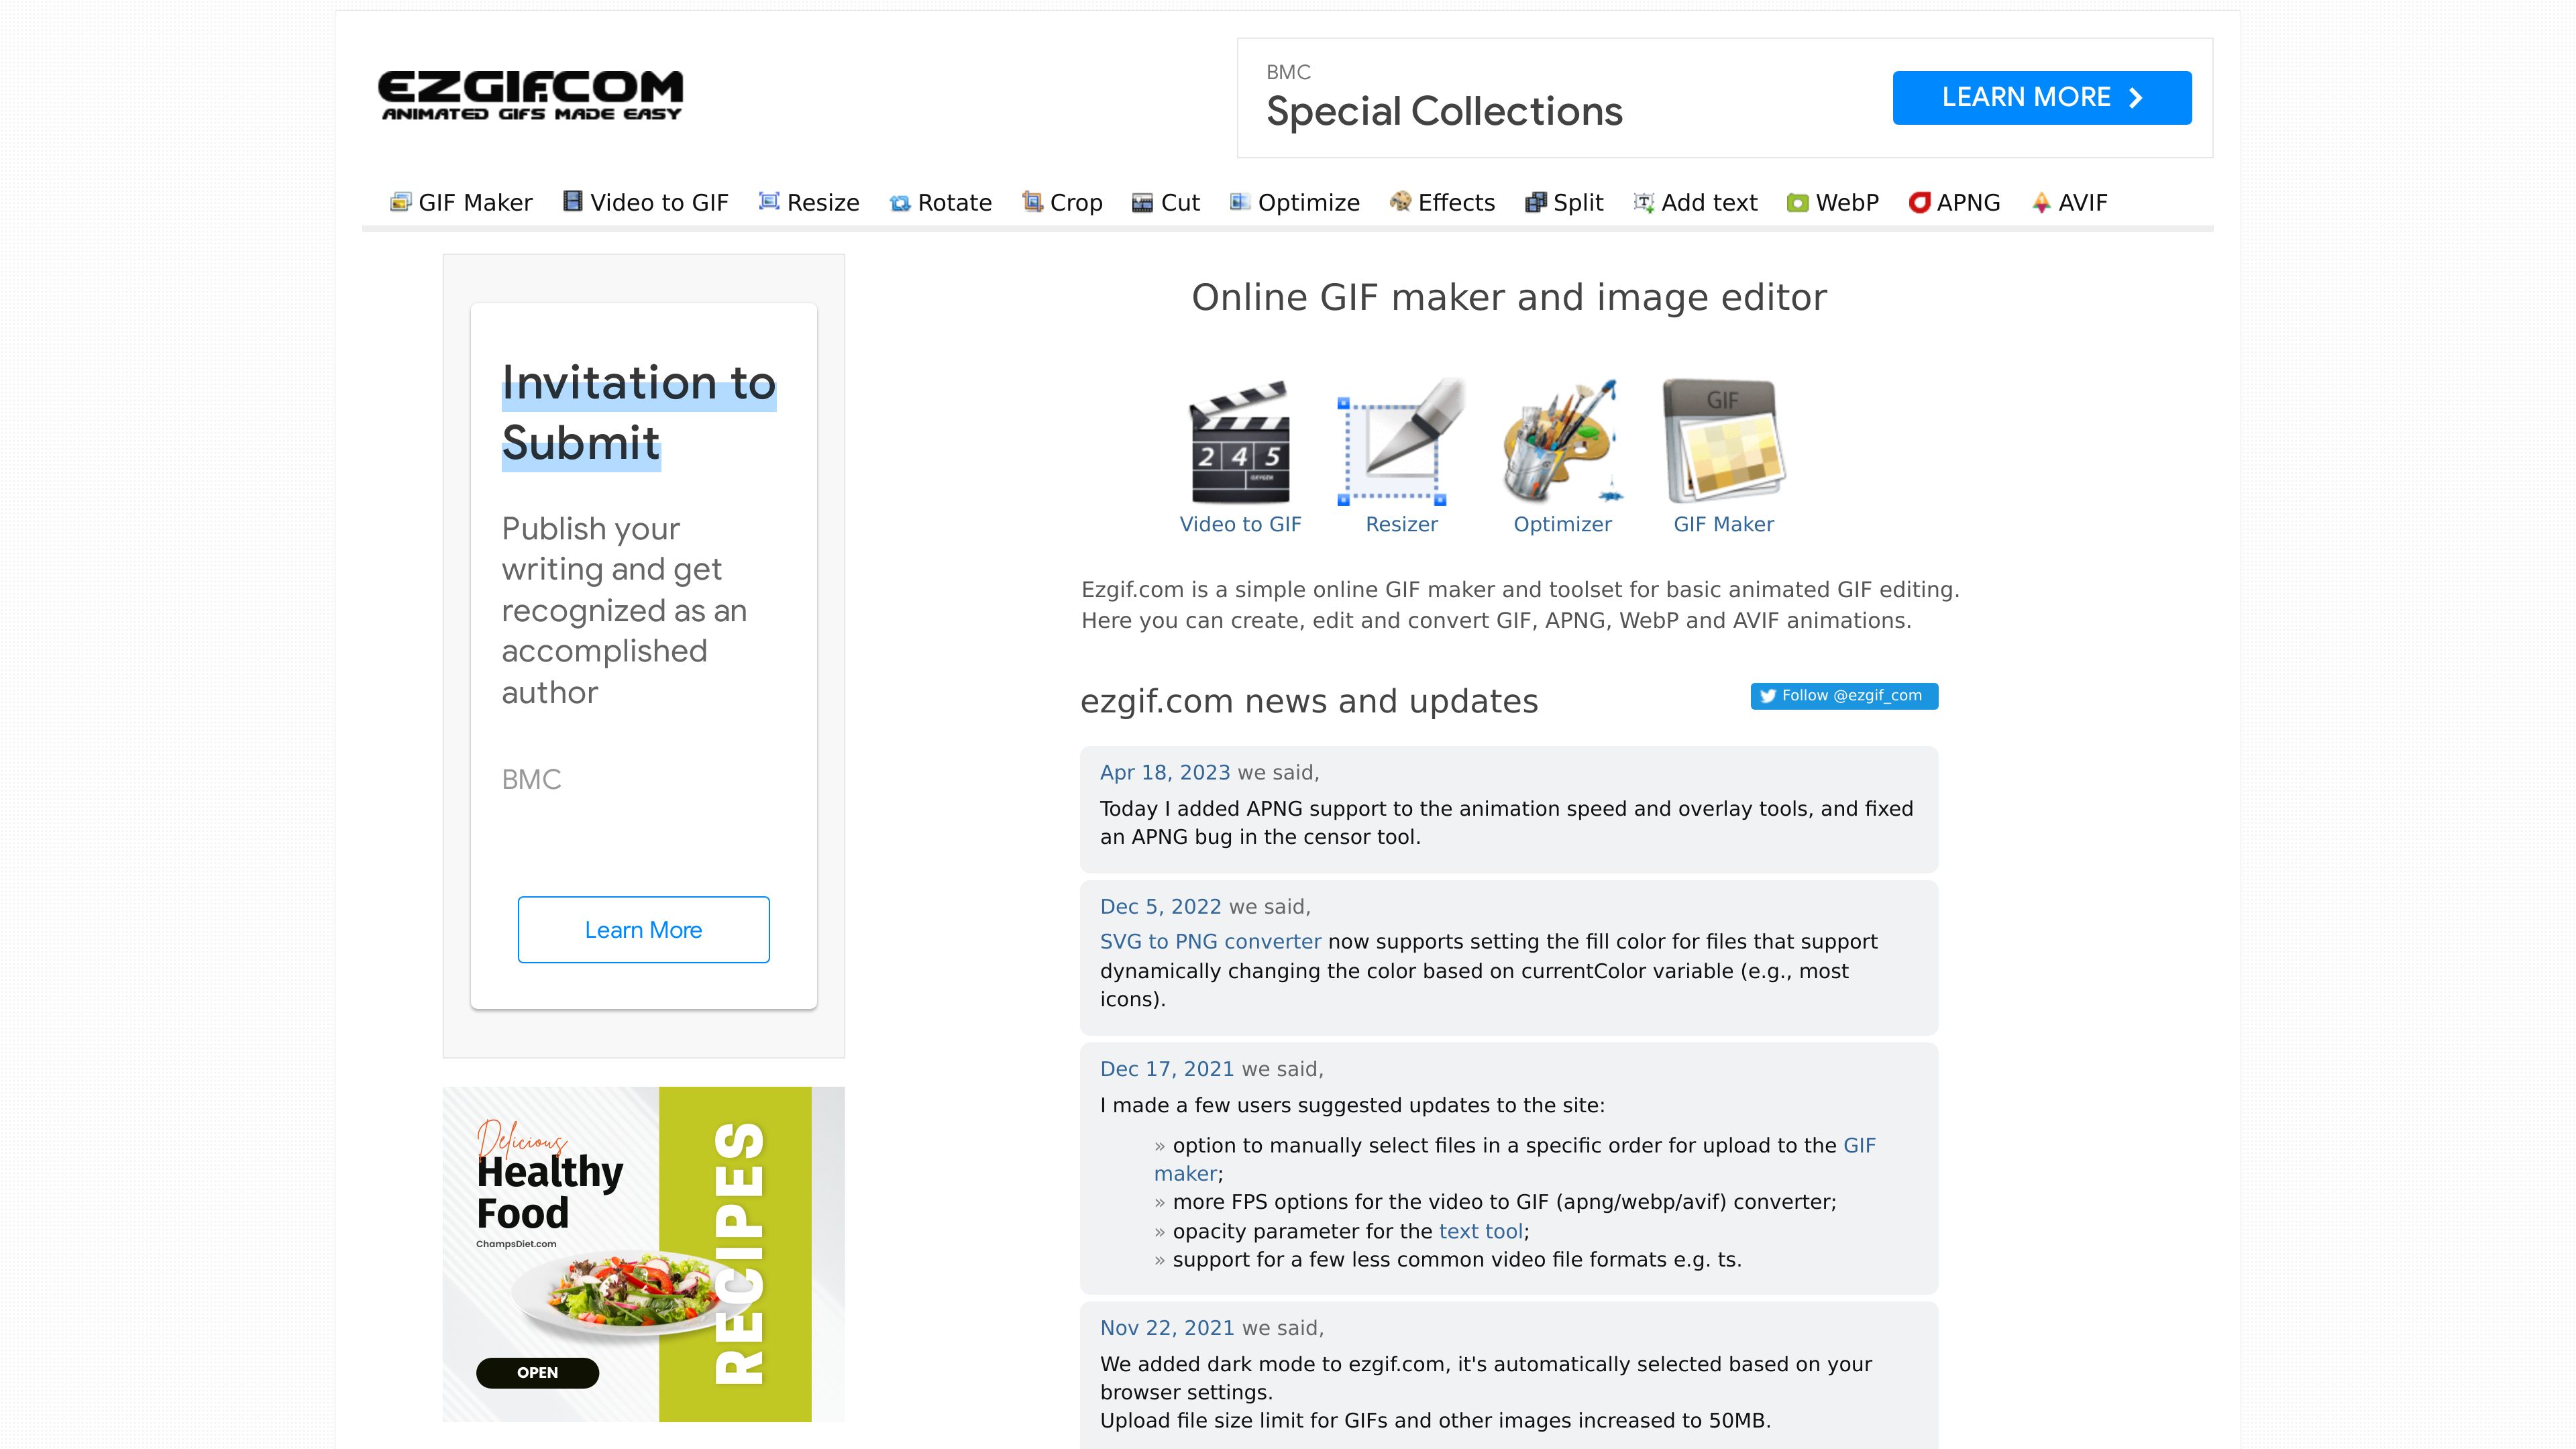 EZGIF.COM
ANIMATED GIFS MADE EASY
BMC
Special Collections
LEARN MORE
GIF Maker
Video to GIF
Resize
Rotate
Crop
Cut
Optimize
Effects
Split
Add text
WebP
APNG
AVIF
Invitation to
Submit
Publish your
writing and get
recognized as an
accomplished
author
BMC
Learn More
Delicious
Healthy
Food
ChampsDiet.com
RECIPES
OPEN
Online GIF maker and image editor
2 4 5
OXYGEN
GIF
Video to GIF
Resizer
Optimizer
GIF Maker
Ezgif.com is a simple online GIF maker and toolset for basic animated GIF editing.
Here you can create, edit and convert GIF, APNG, WebP and AVIF animations.
ezgif.com news and updates
Follow @ezgif_com
Apr 18, 2023 we said,
Today I added APNG support to the animation speed and overlay tools, and fixed
an APNG bug in the censor tool.
Dec 5, 2022 we said,
SVG to PNG converter now supports setting the fill color for files that support
dynamically changing the color based on currentColor variable (e.g., most
icons).
Dec 17, 2021 we said,
I made a few users suggested updates to the site:
» option to manually select files in a specific order for upload to the GIF
maker;
» more FPS options for the video to GIF (apng/webp/avif) converter;
» opacity parameter for the text tool;
» support for a few less common video file formats e.g. ts.
Nov 22, 2021 we said,
We added dark mode to ezgif.com, it's automatically selected based on your
browser settings.
Upload file size limit for GIFs and other images increased to 50MB.